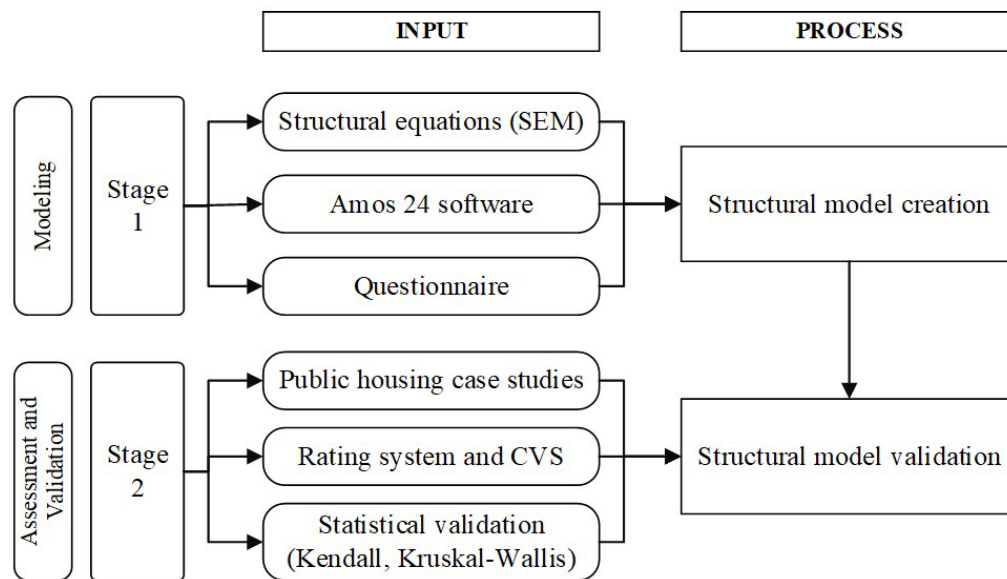 INPUT
PROCESS
Modeling
Stage
1
Structural equations (SEM)
Amos 24 software
Questionnaire
Structural model creation
Assessment and
Validation
Stage
2
Public housing case studies
Rating system and CVS
Statistical validation
(Kendall, Kruskal-Wallis)
Structural model validation